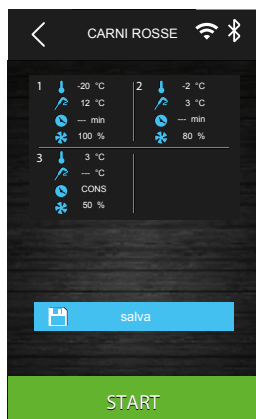 CARNI ROSSE
1 -20 °C 2 -2 °C
12 °C 3 °C
--- min --- min
100 % 80 %
3 3 °C
--- °C
CONS
50 %
salva
START